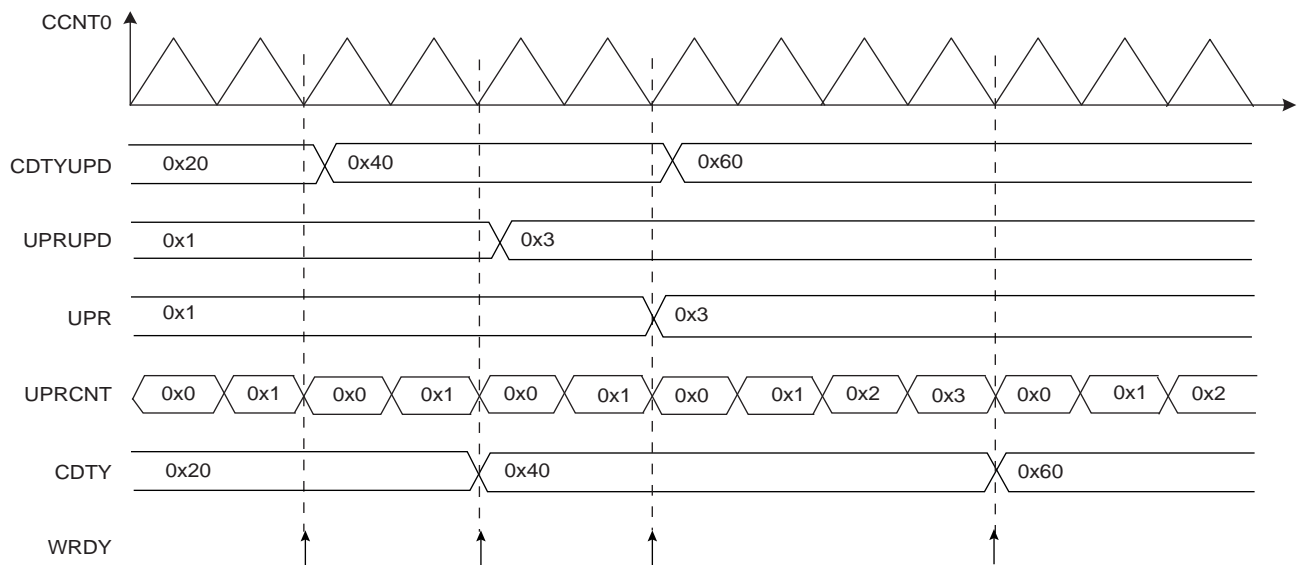 CCNT0
CDTYUPD 0x20 0x40 0x60
UPRUPD 0x1 0x3
UPR 0x1 0x3
UPRCNT 0x0 0x1 0x0 0x1 0x0 0x1 0x0 0x1 0x2 0x3 0x0 0x1 0x2
CDTY 0x20 0x40 0x60
WRDY